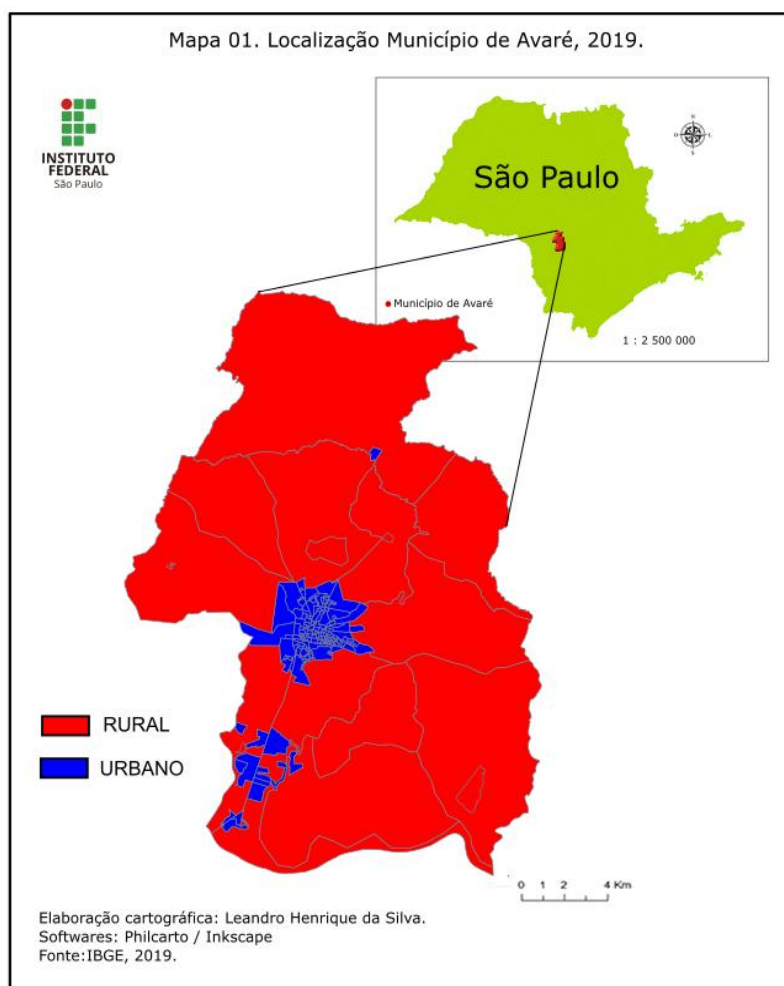 Mapa 01. Localização Município de Avaré, 2019.
INSTITUTO
FEDERAL
São Paulo
N
O
L
S
São Paulo
Município de Avaré
1 : 2 500 000
RURAL
URBANO
0 1 2 4 Km
Elaboração cartográfica: Leandro Henrique da Silva.
Softwares: Philcarto / Inkscape
Fonte:IBGE, 2019.